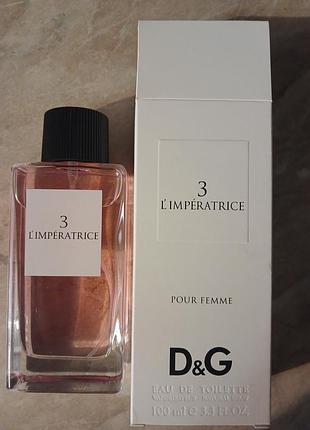 3
L'IMPÉRATRICE
3
L'IMPÉRATRICE
POUR FEMME
D&G
EAU DE TOILETTE
100 ml e 3.3 FL.OZ.